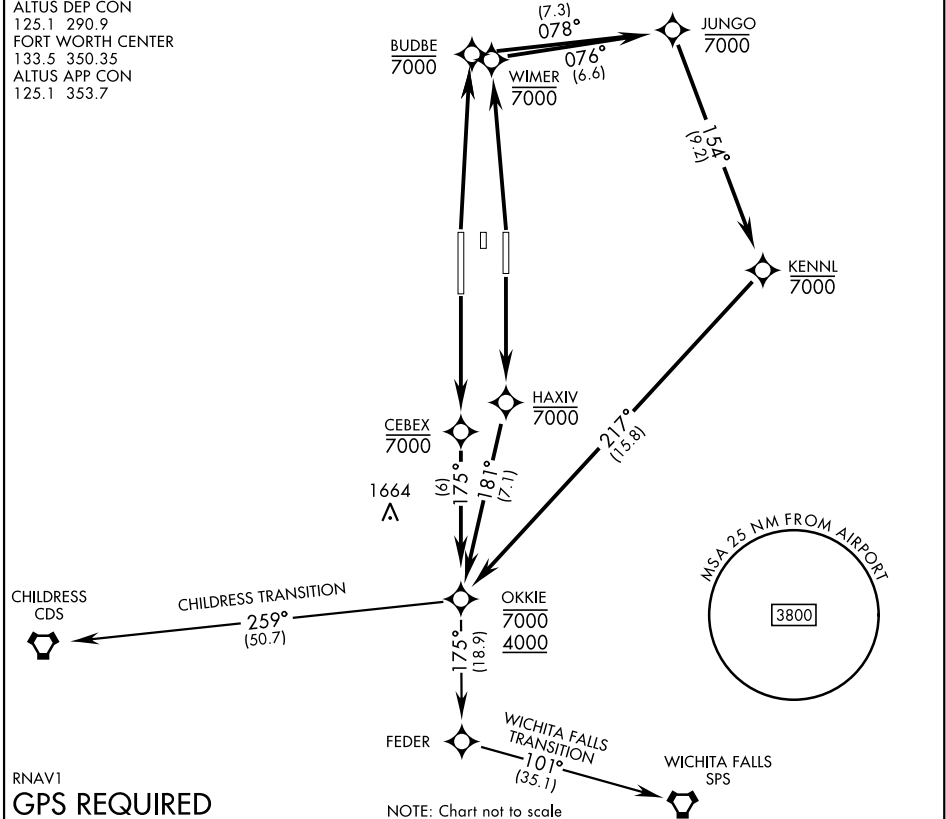 ALTUS DEP CON
125.1 290.9
FORT WORTH CENTER
133.5 350.35
ALTUS APP CON
125.1 353.7
BUDBE
7000
WIMER
7000
(7.3)
078°
076°
(6.6)
JUNGO
7000
154°
(9.2)
KENNL
7000
HAXIV
7000
CEBEX
7000
217°
(15.8)
1664
(6)
175°
181°
(7.1)
MSA 25 NM FROM AIRPORT
3800
CHILDRESS
CDS
CHILDRESS TRANSITION
259°
(50.7)
OKKIE
7000
4000
175°
(18.9)
FEDER
WICHITA FALLS
TRANSITION
101°
(35.1)
WICHITA FALLS
SPS
RNAV1
GPS REQUIRED
NOTE: Chart not to scale